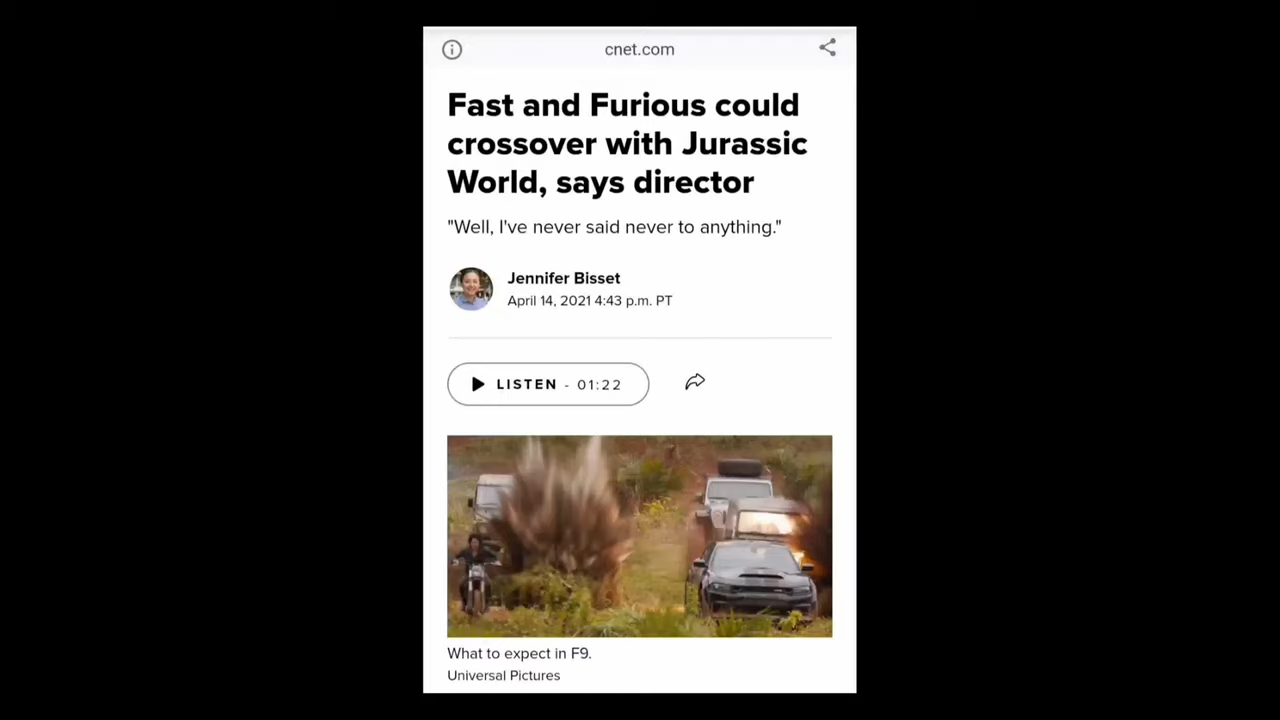 cnet.com
Fast and Furious could
crossover with Jurassic
World, says director
"Well, I've never said never to anything."
Jennifer Bisset
April 14, 2021 4:43 p.m. PT
LISTEN - 01:22
What to expect in F9.
Universal Pictures